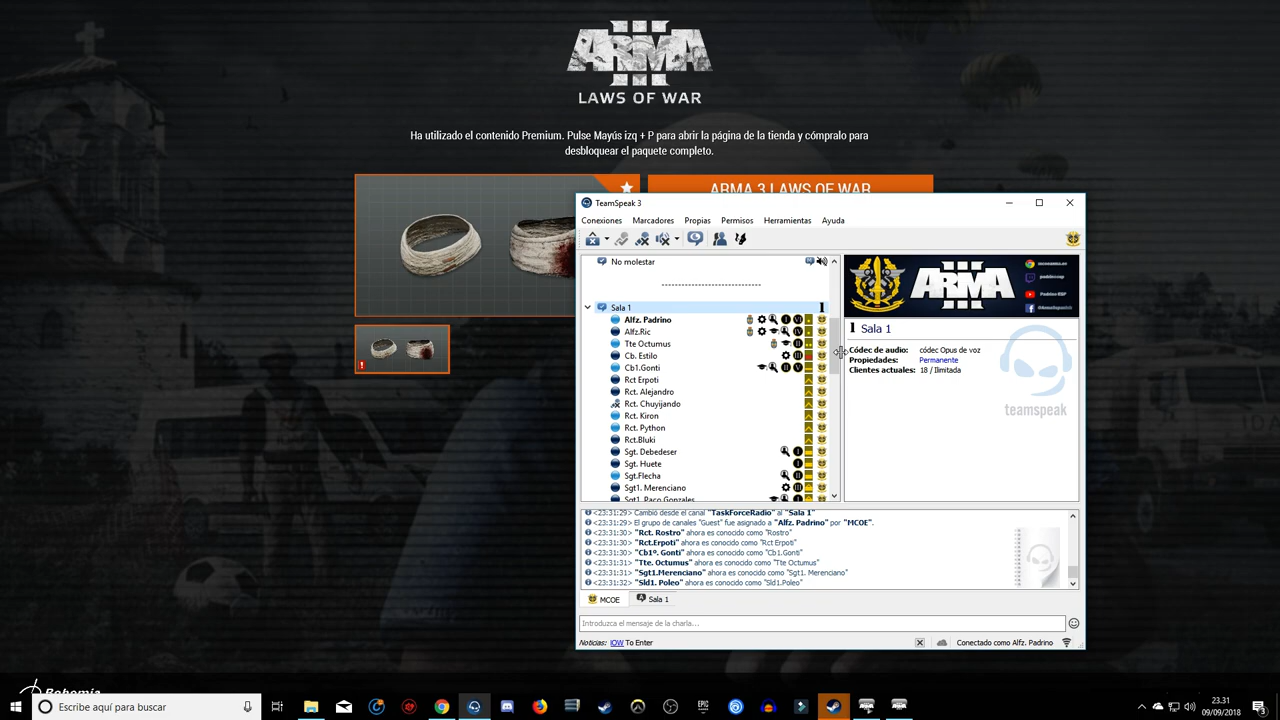 ARMA
III
LAWS OF WAR
Ha utilizado el contenido Premium. Pulse Mayús izq + P para abrir la página de la tienda y cómpralo para
desbloquear el paquete completo.
ARMA 3 LAWS OF WAR
TeamSpeak 3
Conexiones Marcadores Propias Permisos Herramientas Ayuda
No molestar
------------------------------
Sala 1
Alfz. Padrino
Alfz.Ric
Tte Octumus
Cb. Estilo
Cb1.Gonti
Rct Erpoti
Rct. Alejandro
Rct. Chuyijando
Rct. Kiron
Rct. Python
Rct.Bluki
Sgt. Debedeser
Sgt. Huete
Sgt.Flecha
Sgt1. Merenciano
Sgt1. Paco Gonzales
ARMA
III
Sala 1
Códec de audio: códec Opus de voz
Propiedades: Permanente
Clientes actuales: 18 / Ilimitada
teamspeak
<23:31:29> Cambió desde el canal "TaskForceRadio" al "Sala 1"
<23:31:29> El grupo de canales "Guest" fue asignado a "Alfz. Padrino" por "MCOE".
<23:31:30> "Rct. Rostro" ahora es conocido como "Rostro"
<23:31:30> "Rct.Erpoti" ahora es conocido como "Rct Erpoti"
<23:31:30> "Cb1º. Gonti" ahora es conocido como "Cb1.Gonti"
<23:31:31> "Tte. Octumus" ahora es conocido como "Tte Octumus"
<23:31:31> "Sgt1.Merenciano" ahora es conocido como "Sgt1. Merenciano"
<23:31:32> "Sld1. Poleo" ahora es conocido como "Sld1.Poleo"
MCOE Sala 1
Introduzca el mensaje de la charla...
Noticias: IOW To Enter
Conectado como Alfz. Padrino
Bohemia
Escribe aquí para buscar
EPIC
23.31
09/09/2018